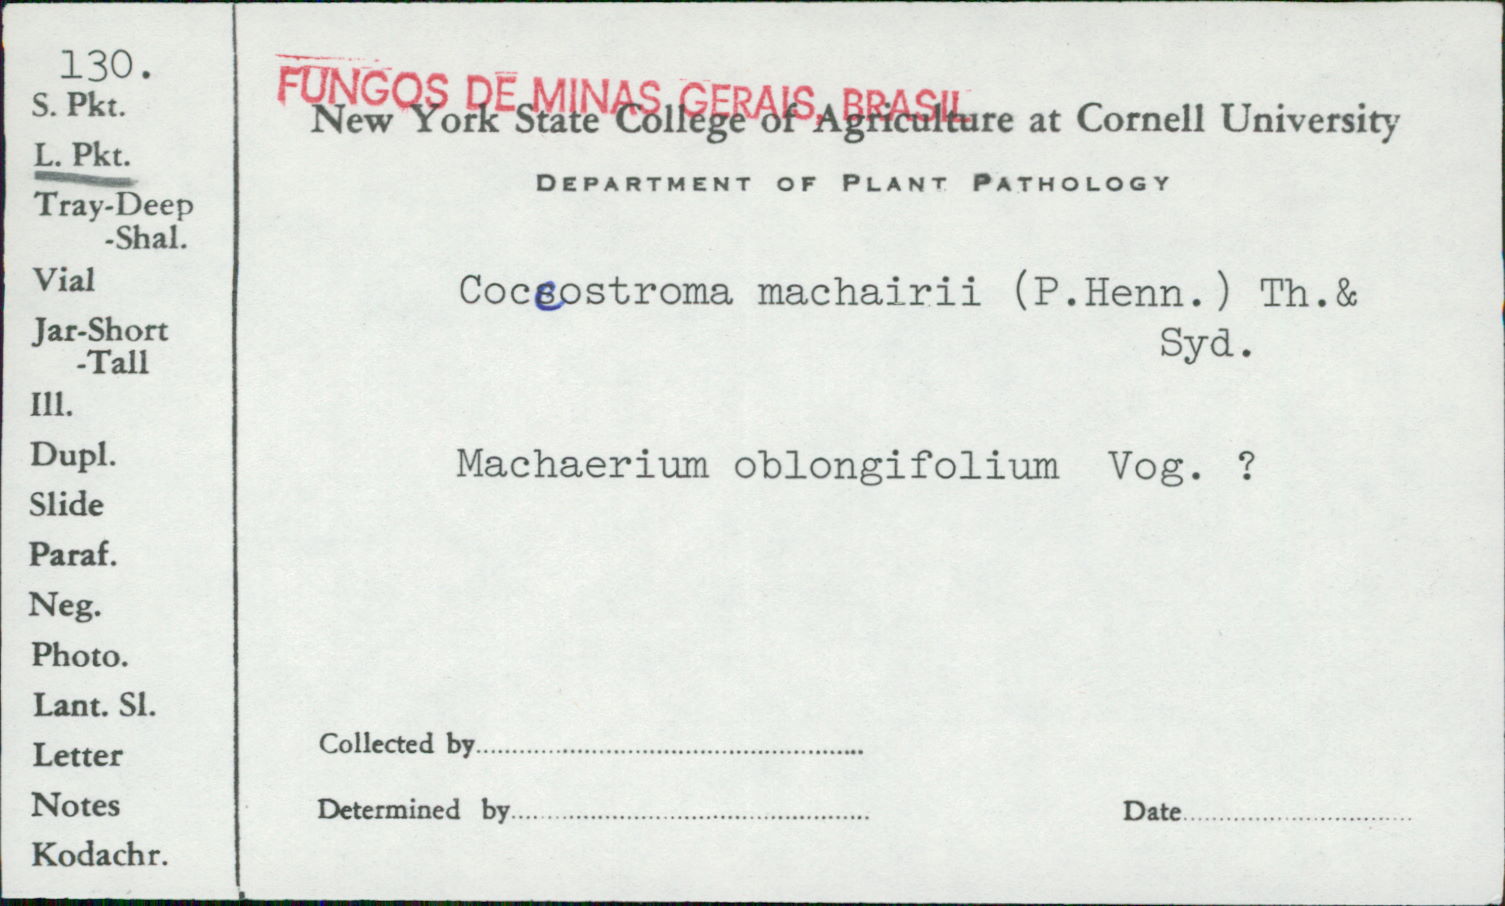 130.
S. Pkt.
L. Pkt.
Tray-Deep
-Shal.
Vial
Jar-Short
-Tall
Ill.
Dupl.
Slide
Paraf.
Neg.
Photo.
Lant. Sl.
Letter
Notes
Kodachr.
FUNGOS DE MINAS GERAIS, BRASIL
New York State College of Agriculture at Cornell University
DEPARTMENT OF PLANT PATHOLOGY
Coccostroma machairii (P.Henn.) Th.&
Syd.
Machaerium oblongifolium Vog. ?
Collected by
Determined by
Date